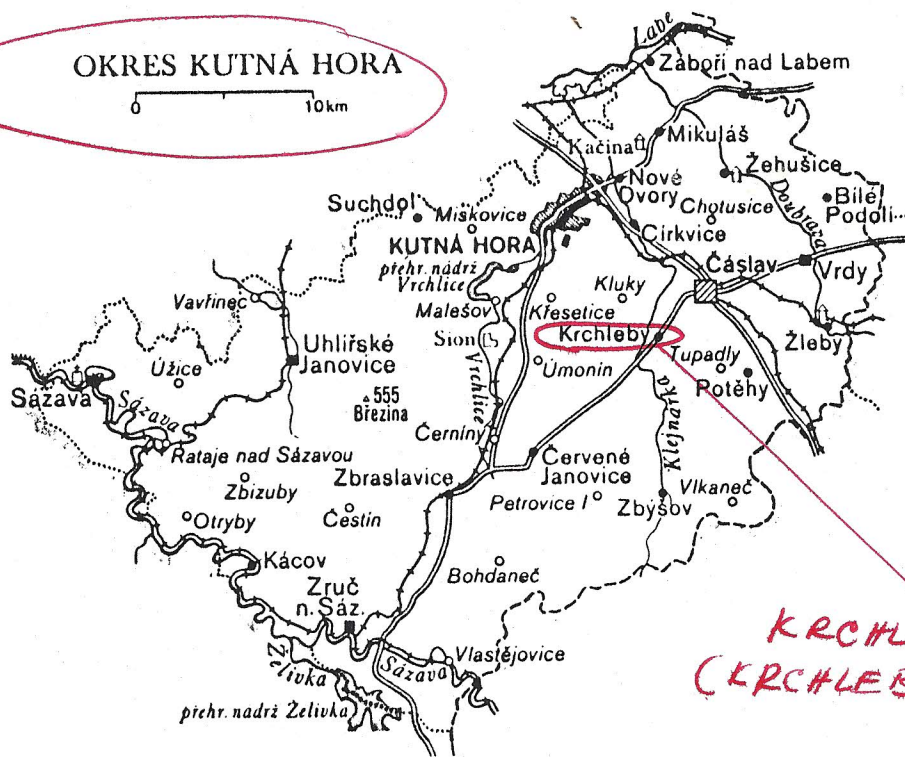 OKRES KUTNÁ HORA
0 10km
Labe
Záboří nad Labem
Mikuláš
Kačina
Žehušice
Nové Dvory
Chotusice
Doubrava
Bílé Podolí
Suchdol
Miskovice
KUTNÁ HORA
Církvice
Čáslav
Vrdy
přehr. nádrž Vrchlice
Vavřinec
Malešov
Křesetice
Kluky
Sion
Krchleby
Žleby
Uhlířské Janovice
Vrchlice
Úmonín
Tupadly
Potěhy
Úžice
Sázava
Sázava
555
Březina
Klejnárka
Černíny
Rataje nad Sázavou
Zbizuby
Zbraslavice
Červené Janovice
Otryby
Čestín
Petrovice I
Zbýšov
Vlkaneč
Kácov
Bohdaneč
Zruč n. Sáz.
Želivka
Sázava
Vlastějovice
přehr. nádrž Želivka
KRCHL
(KRCHLEB